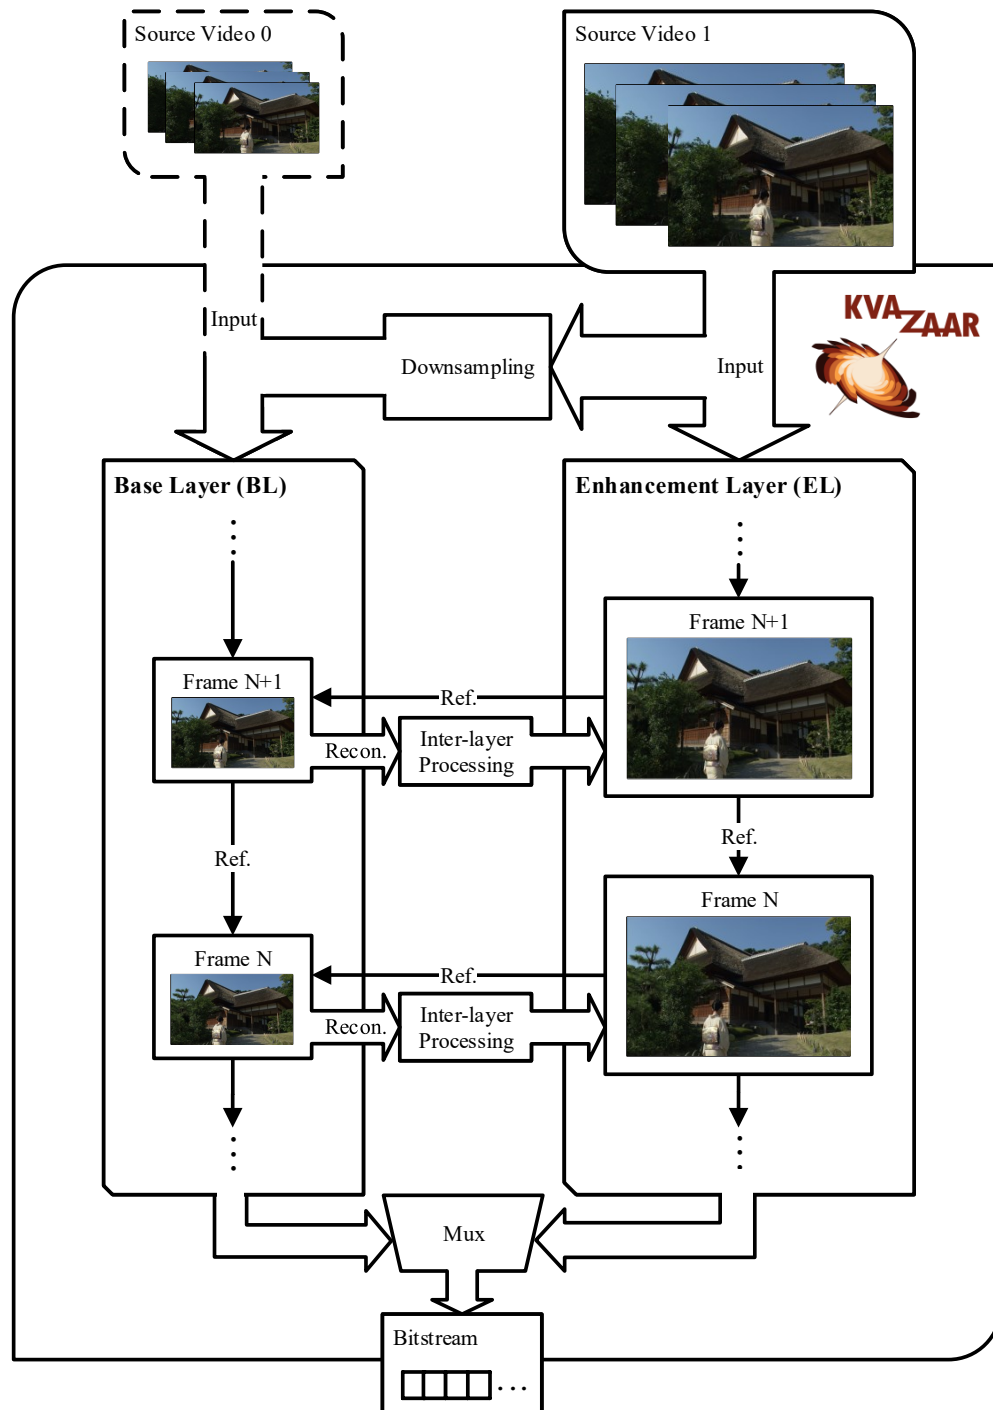 Source Video 0
Source Video 1
Input
Downsampling
Input
KVAZAAR
Base Layer (BL)
Enhancement Layer (EL)
Frame N+1
Frame N+1
Ref.
Recon.
Inter-layer
Processing
Ref.
Ref.
Frame N
Frame N
Ref.
Recon.
Inter-layer
Processing
Mux
Bitstream